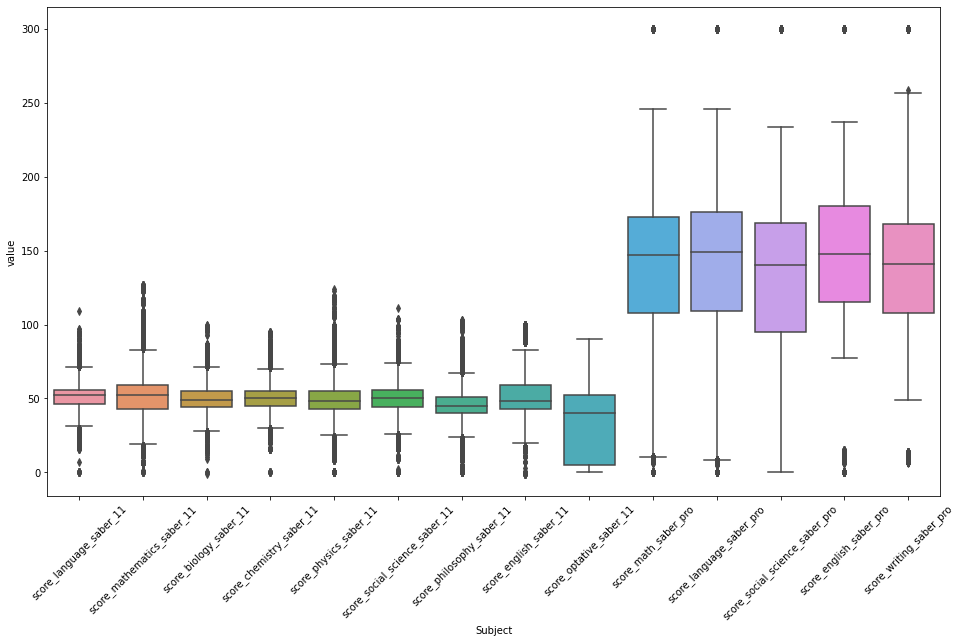 300
250
200
150
100
50
0
value
score_language_saber_11
score_mathematics_saber_11
score_biology_saber_11
score_chemistry_saber_11
score_physics_saber_11
score_social_science_saber_11
score_philosophy_saber_11
score_english_saber_11
score_optative_saber_11
score_math_saber_pro
score_language_saber_pro
score_social_science_saber_pro
score_english_saber_pro
score_writing_saber_pro
Subject